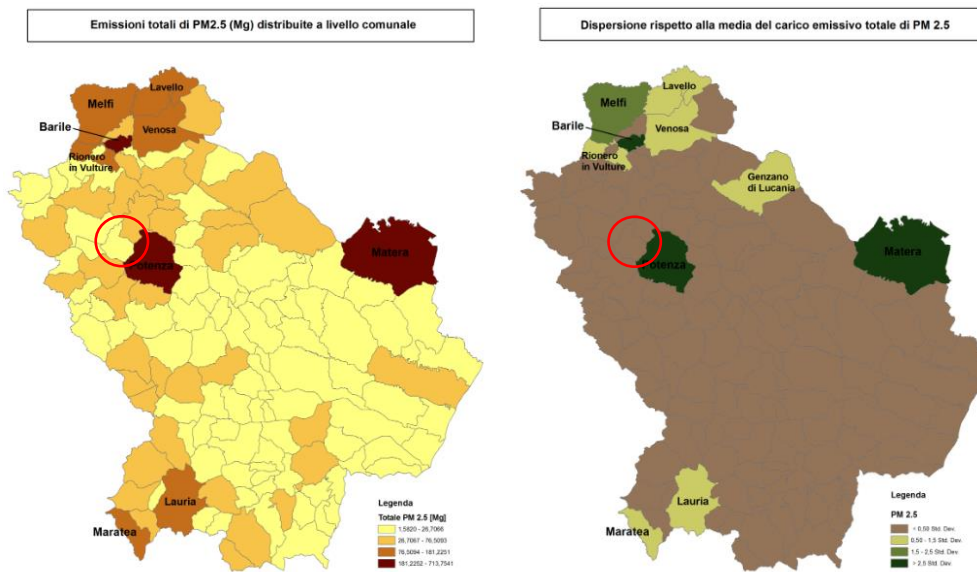 Emissioni totali di PM2.5 (Mg) distribuite a livello comunale
Lavello
Melfi
Barile
Venosa
Rionero
in Vulture
Potenza
Matera
Lauria
Maratea
Legenda
Totale PM 2.5 [Mg]
1,5820 - 26,7066
26,7067 - 76,5093
76,5094 - 181,2251
181,2252 - 713,7541
Dispersione rispetto alla media del carico emissivo totale di PM 2.5
Lavello
Melfi
Barile
Venosa
Rionero
in Vulture
Genzano
di Lucania
Potenza
Matera
Lauria
Maratea
Legenda
PM 2.5
< 0,50 Std. Dev.
0,50 - 1,5 Std. Dev.
1,5 - 2,5 Std. Dev.
> 2,5 Std. Dev.